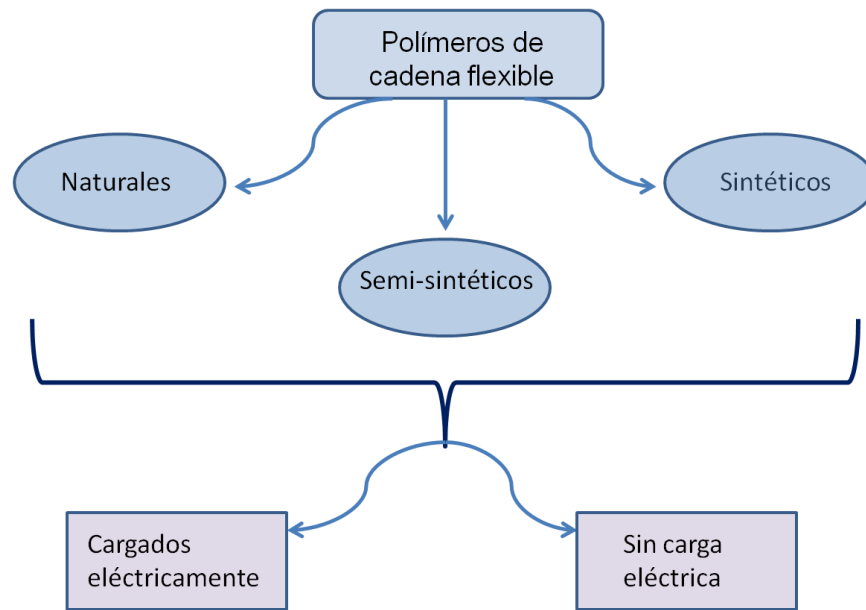 Polímeros de
cadena flexible
Naturales
Sintéticos
Semi-sintéticos
Cargados
eléctricamente
Sin carga
eléctrica